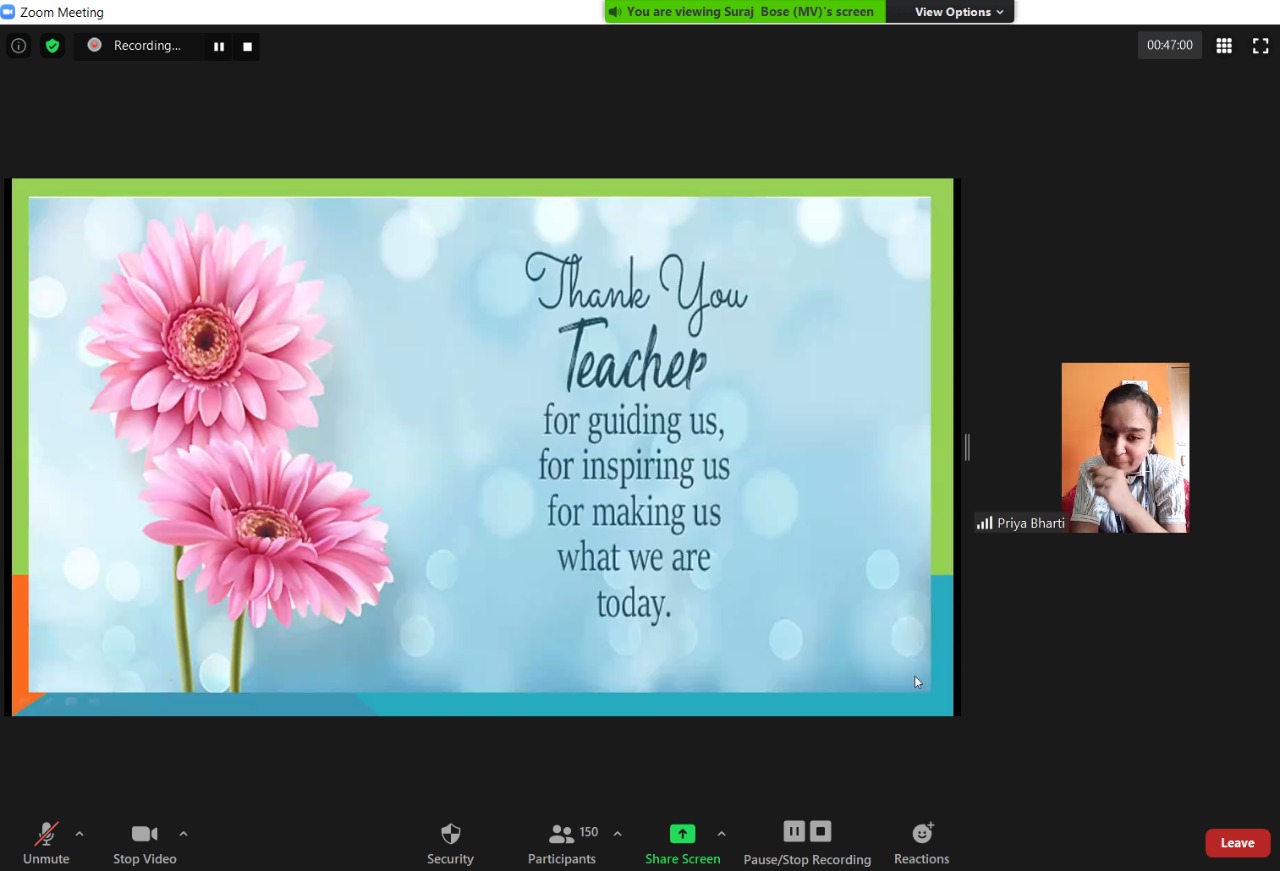 Zoom Meeting
You are viewing Suraj Bose (MV)'s screen
View Options
Recording...
00:47:00
Thank You
Teacher
for guiding us,
for inspiring us
for making us
what we are
today.
Priya Bharti
Unmute
Stop Video
Security
150
Participants
Share Screen
Pause/Stop Recording
Reactions
Leave